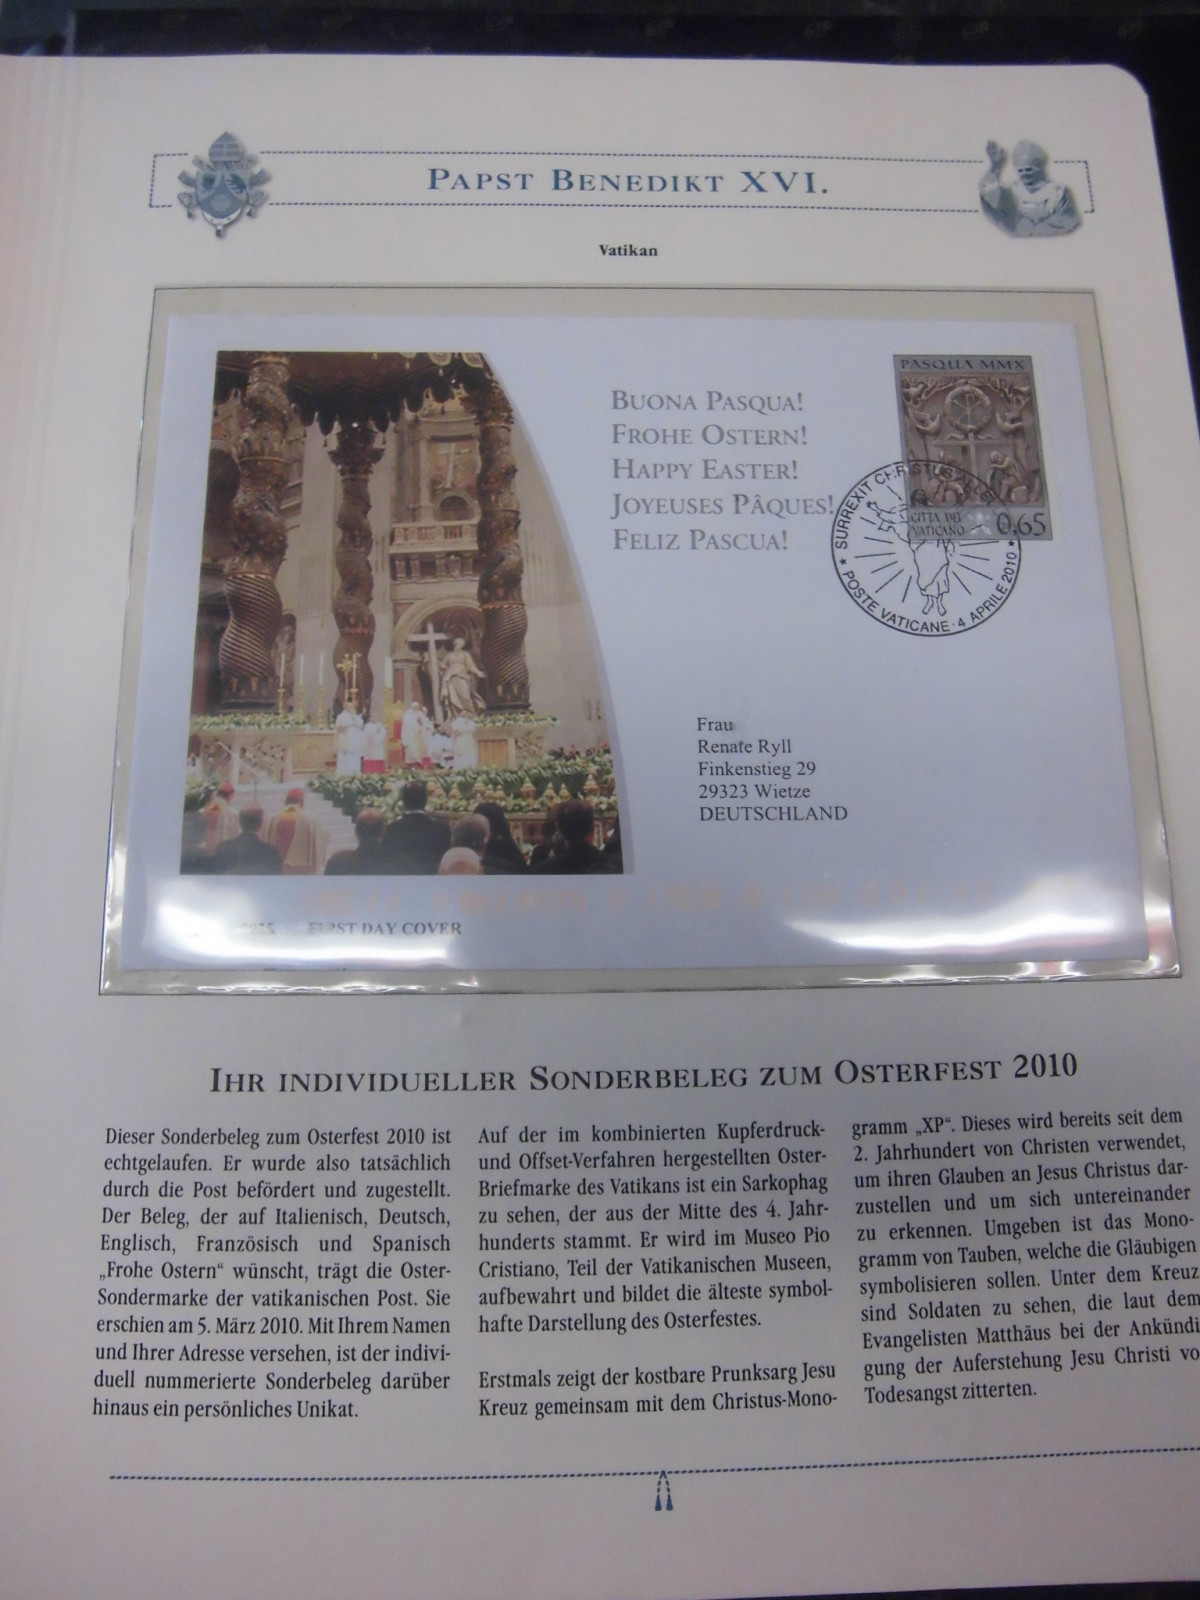 PAPST BENEDIKT XVI.
Vatikan
BUONA PASQUA!
FROHE OSTERN!
HAPPY EASTER!
JOYEUSES PÂQUES!
FELIZ PASCUA!
PASQUA MMX
CITTÀ DEL
VATICANO
0,65
SURREXIT CHRISTUS
★ POSTE VATICANE · 4 APRILE 2010 ★
Frau
Renate Ryll
Finkenstieg 29
29323 Wietze
DEUTSCHLAND
FIRST DAY COVER
IHR INDIVIDUELLER SONDERBELEG ZUM OSTERFEST 2010
Dieser Sonderbeleg zum Osterfest 2010 ist
echtgelaufen. Er wurde also tatsächlich
durch die Post befördert und zugestellt.
Der Beleg, der auf Italienisch, Deutsch,
Englisch, Französisch und Spanisch
„Frohe Ostern“ wünscht, trägt die Oster-
Sondermarke der vatikanischen Post. Sie
erschien am 5. März 2010. Mit Ihrem Namen
und Ihrer Adresse versehen, ist der indivi-
duell nummerierte Sonderbeleg darüber
hinaus ein persönliches Unikat.
Auf der im kombinierten Kupferdruck-
und Offset-Verfahren hergestellten Oster-
Briefmarke des Vatikans ist ein Sarkophag
zu sehen, der aus der Mitte des 4. Jahr-
hunderts stammt. Er wird im Museo Pio
Cristiano, Teil der Vatikanischen Museen,
aufbewahrt und bildet die älteste symbol-
hafte Darstellung des Osterfestes.
Erstmals zeigt der kostbare Prunksarg Jesu
Kreuz gemeinsam mit dem Christus-Mono-
gramm „XP“. Dieses wird bereits seit dem
2. Jahrhundert von Christen verwendet,
um ihren Glauben an Jesus Christus dar-
zustellen und um sich untereinander
zu erkennen. Umgeben ist das Mono-
gramm von Tauben, welche die Gläubigen
symbolisieren sollen. Unter dem Kreuz
sind Soldaten zu sehen, die laut dem
Evangelisten Matthäus bei der Ankündi
gung der Auferstehung Jesu Christi vo
Todesangst zitterten.